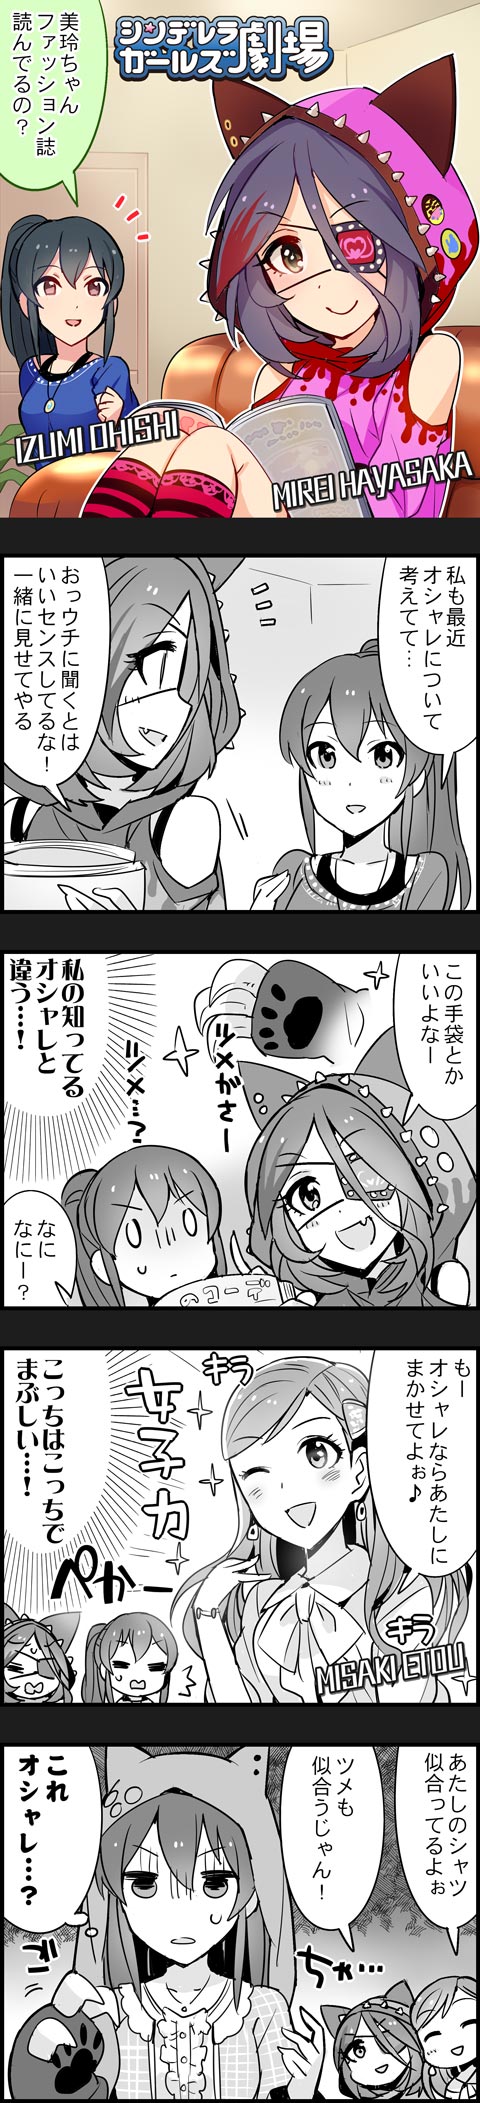 シンデレラ
ガールズ劇場
美玲ちゃん
ファッション誌
読んでるの？
IZUMI OHISHI
MIREI HAYASAKA
私も最近
オシャレについて
考えてて…
おっウチに聞くとは
いいセンスしてるな！
一緒に見せてやる
この手袋とか
いいよなー
ツメがさー
ツメ…？
私の知ってる
オシャレと
違う…！
なに
なにー？
のコーデ
もー
オシャレならあたしに
まかせてよぉ♪
キラ
キラ
女子力
ぺかー
こっちはこっちで
まぶしい…！
MISAKI ETOU
あたしのシャツ
似合ってるよぉ
ツメも
似合うじゃん！
これ
オシャレ…？